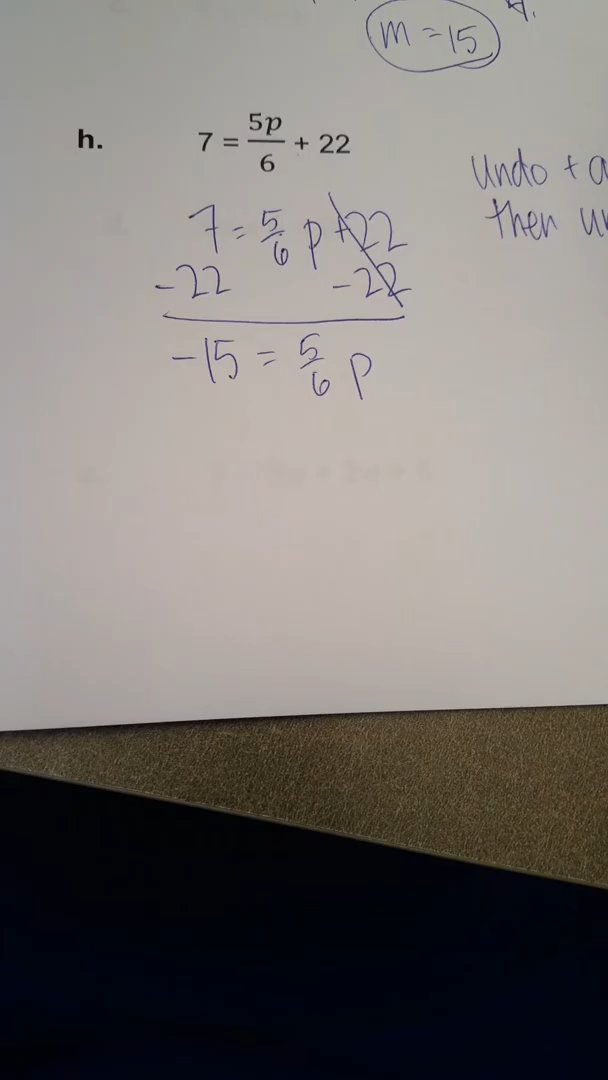 m = 15
h. 7 = 5p/6 + 22
Undo +
then
7 = 5/6 p + 22
-22 -22
-15 = 5/6 p